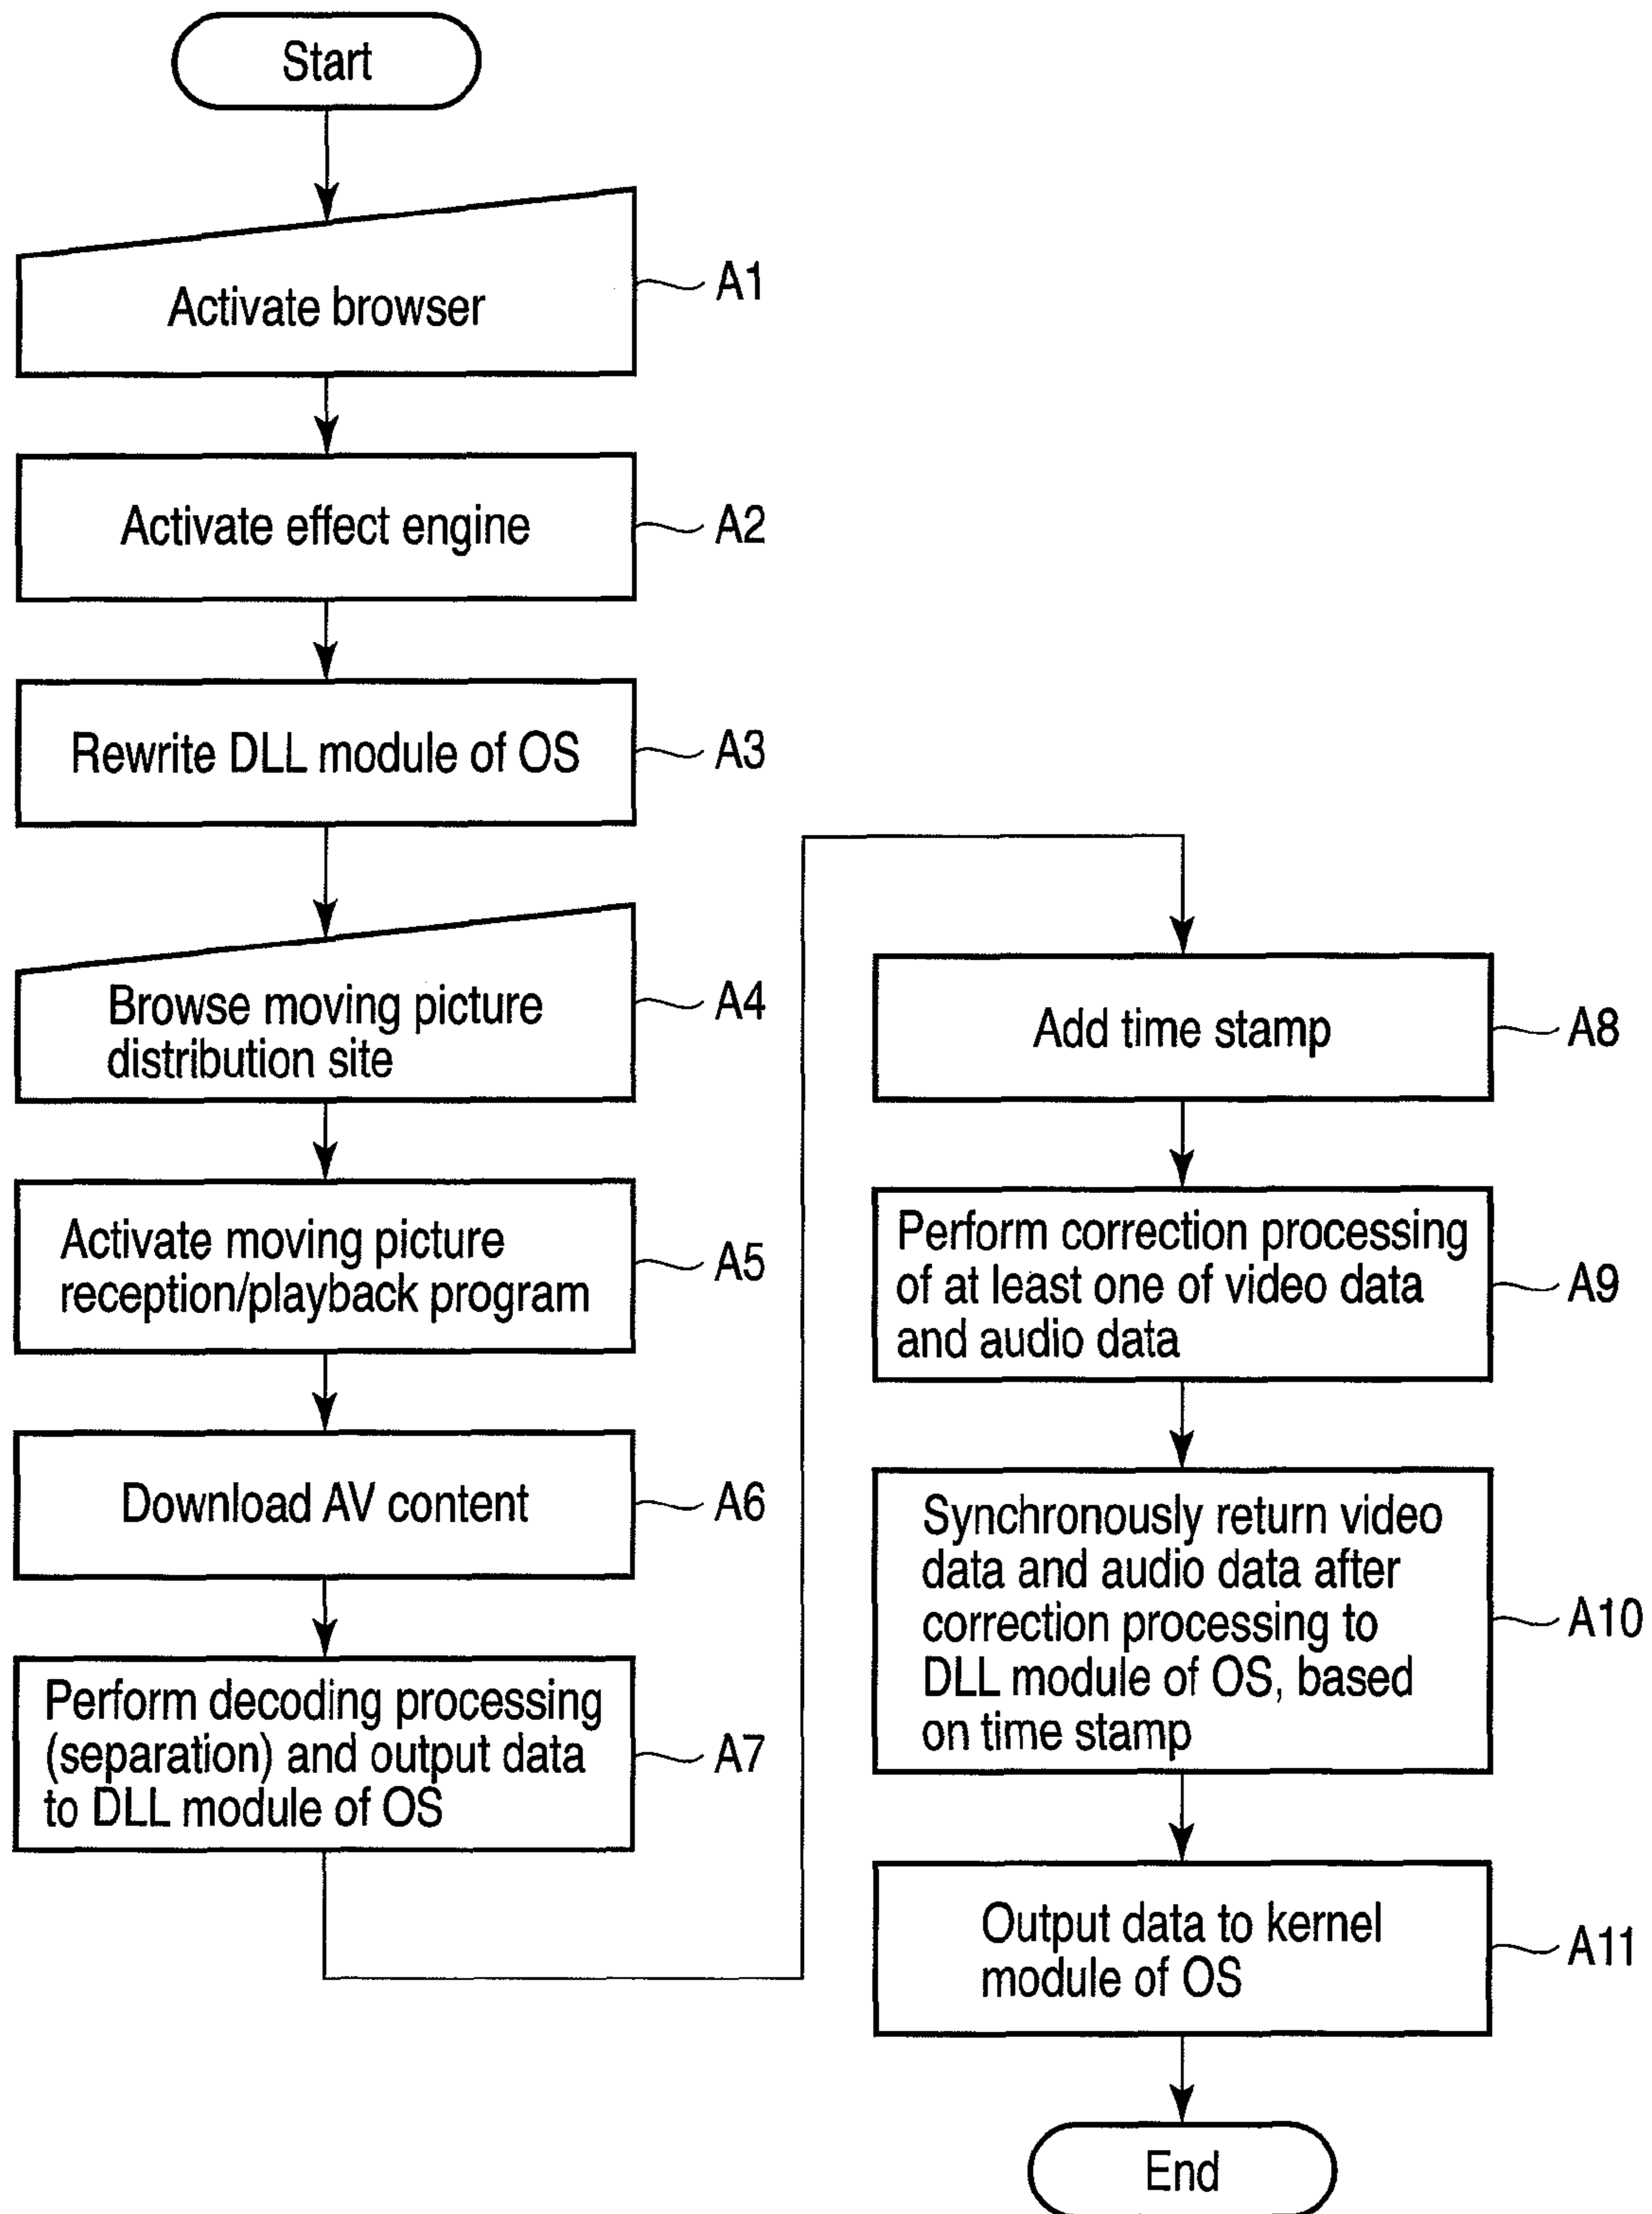 Start
Activate browser
A1
Activate effect engine
A2
Rewrite DLL module of OS
A3
Browse moving picture
distribution site
A4
Activate moving picture
reception/playback program
A5
Download AV content
A6
Perform decoding processing
(separation) and output data
to DLL module of OS
A7
Add time stamp
A8
Perform correction processing
of at least one of video data
and audio data
A9
Synchronously return video
data and audio data after
correction processing to
DLL module of OS, based
on time stamp
A10
Output data to kernel
module of OS
A11
End